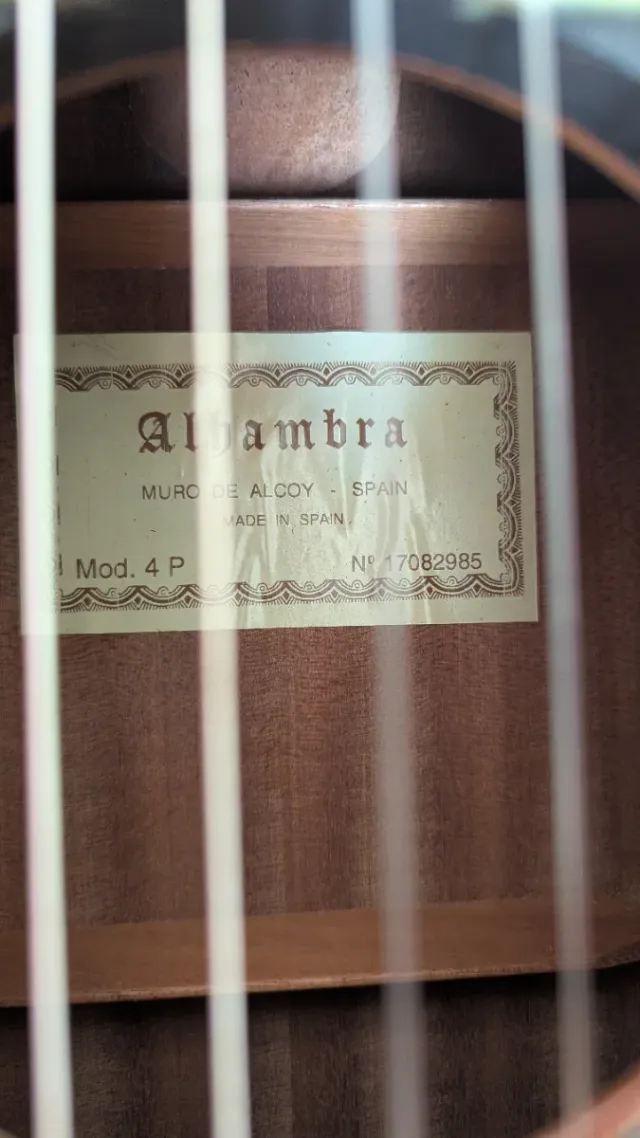 Alhambra
MURO DE ALCOY - SPAIN
MADE IN SPAIN
Mod. 4 P Nº 17082985